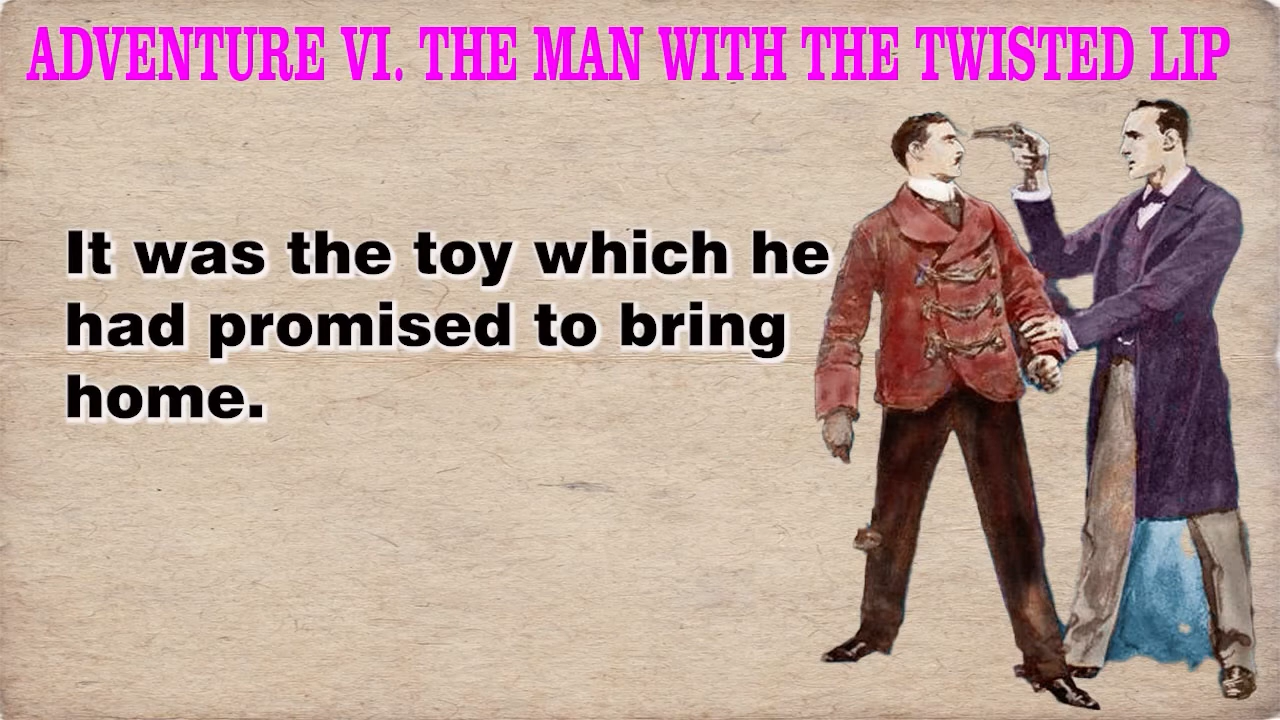 ADVENTURE VI. THE MAN WITH THE TWISTED LIP
It was the toy which he
had promised to bring
home.